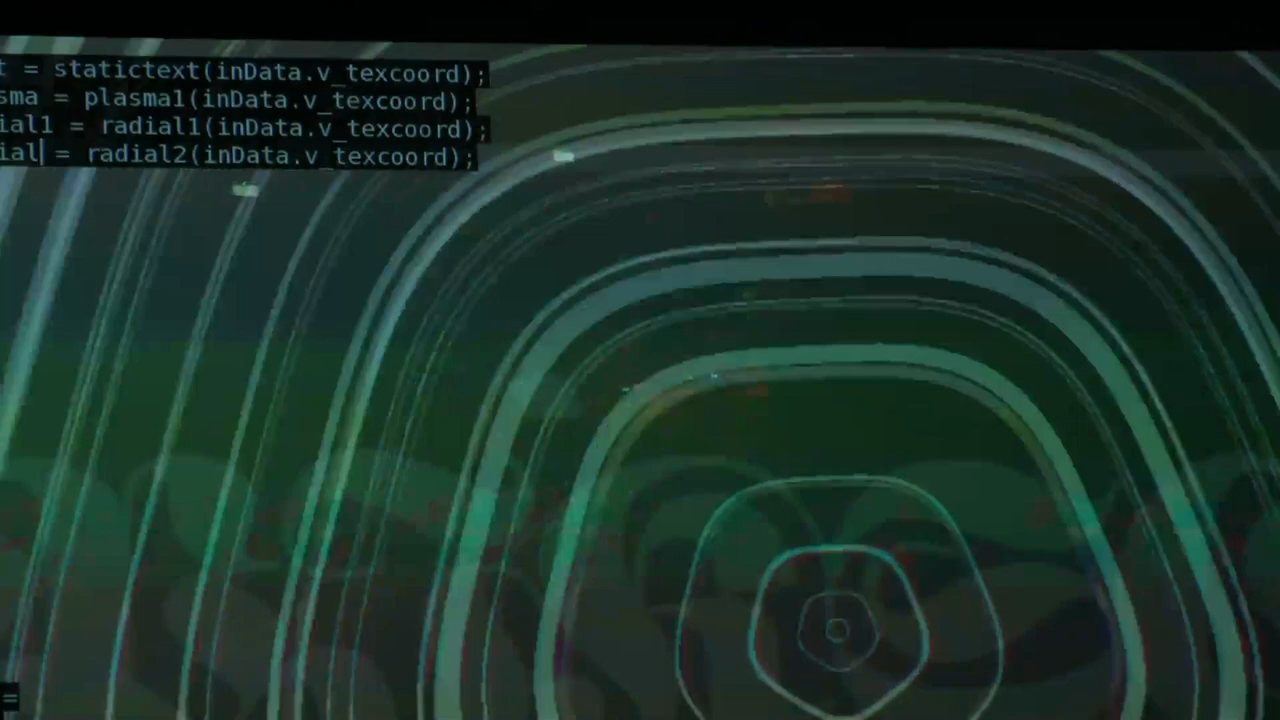 t = statictext(inData.v_texcoord);
sma = plasma1(inData.v_texcoord);
ial1 = radial1(inData.v_texcoord);
ial = radial2(inData.v_texcoord);
=